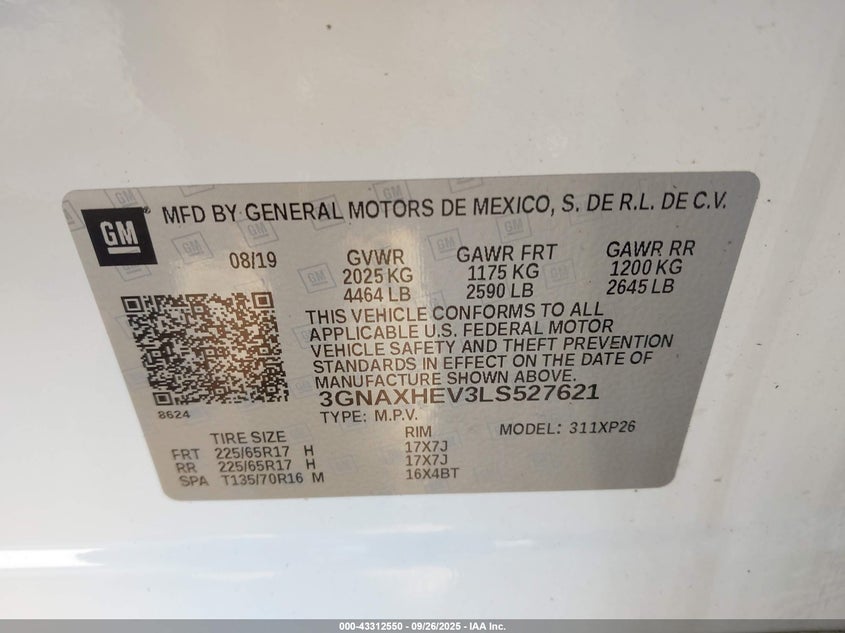 GM
MFD BY GENERAL MOTORS DE MEXICO, S. DE R.L. DE C.V.
08/19
GVWR
2025 KG
4464 LB
GAWR FRT
1175 KG
2590 LB
GAWR RR
1200 KG
2645 LB
THIS VEHICLE CONFORMS TO ALL
APPLICABLE U.S. FEDERAL MOTOR
VEHICLE SAFETY AND THEFT PREVENTION
STANDARDS IN EFFECT ON THE DATE OF
MANUFACTURE SHOWN ABOVE.
3GNAXHEV3LS527621
8624
TYPE: M.P.V.
MODEL: 311XP26
TIRE SIZE RIM
FRT 225/65R17 H 17X7J
RR 225/65R17 H 17X7J
SPA T135/70R16 M 16X4BT
000-43312550 - 09/26/2025 - IAA Inc.